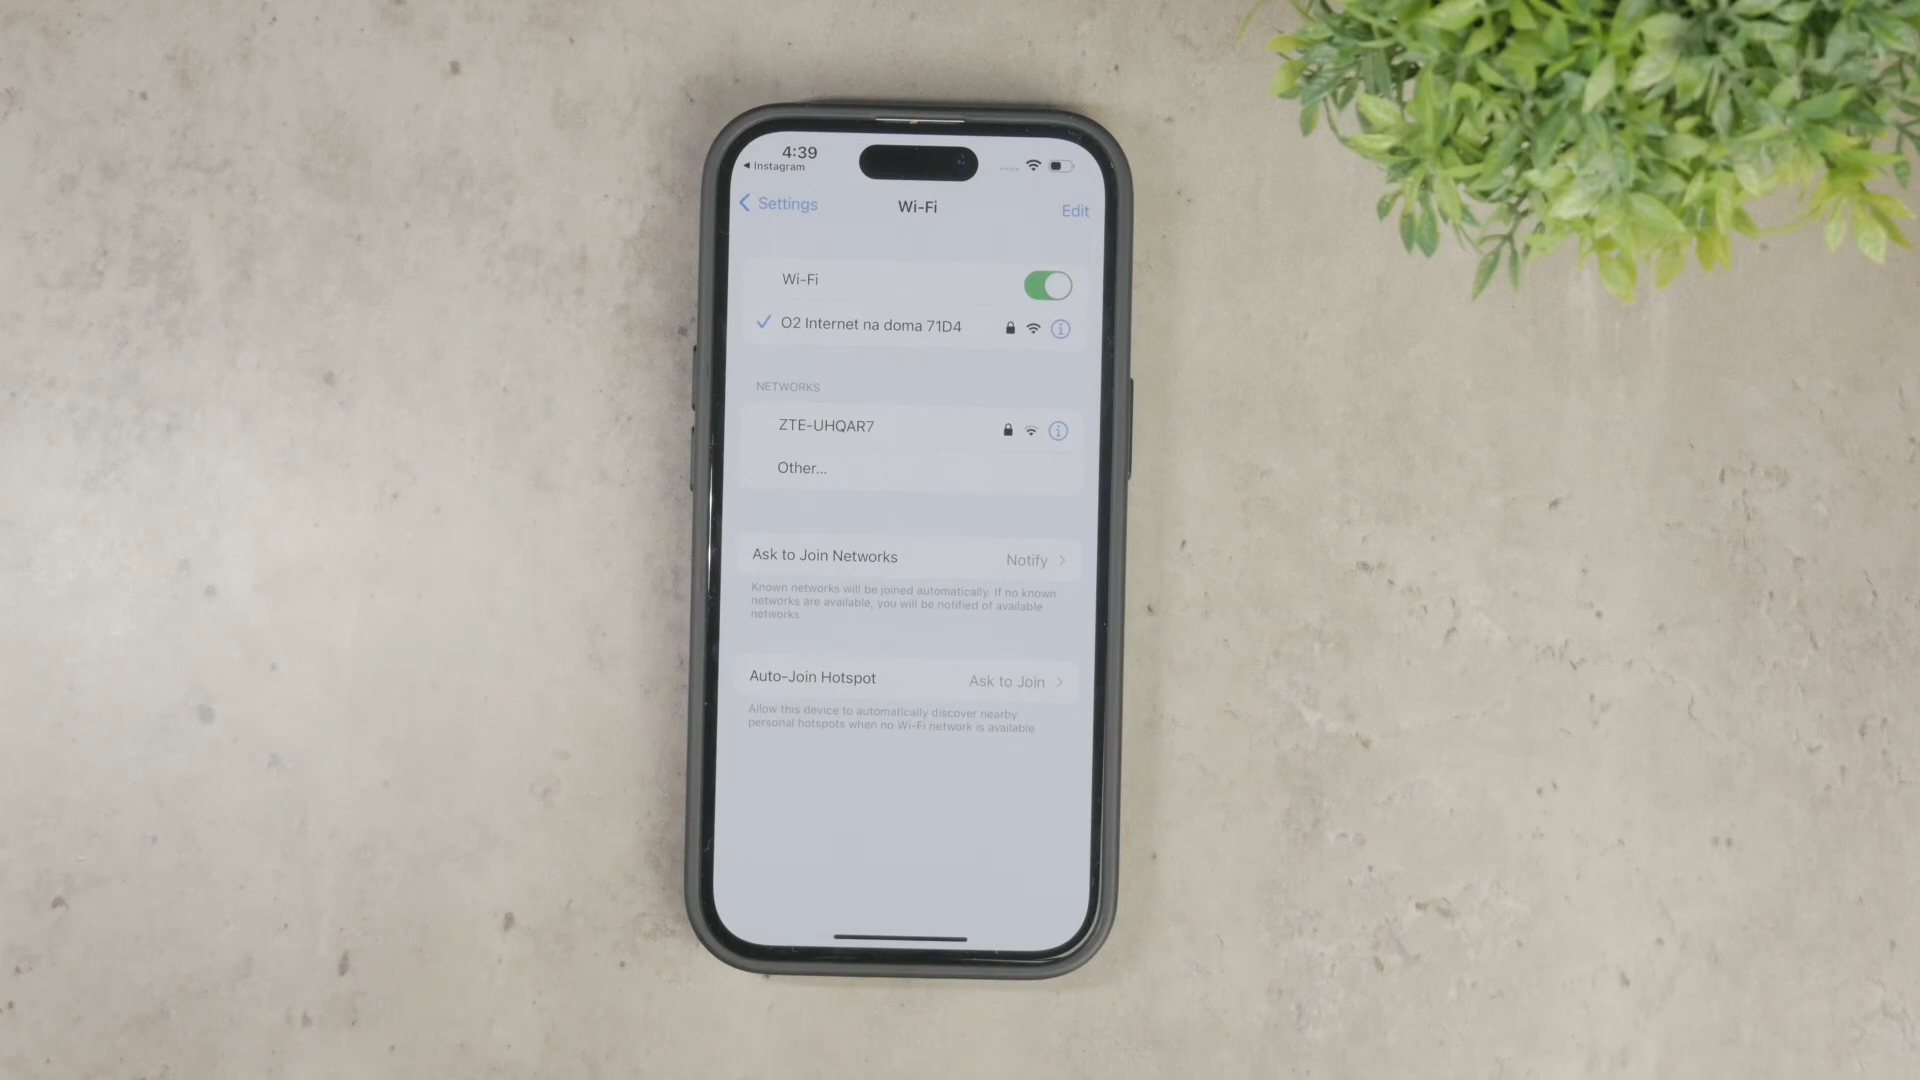 4:39
◀ Instagram
Settings
Wi-Fi
Edit
Wi-Fi
O2 Internet na doma 71D4
NETWORKS
ZTE-UHQAR7
Other...
Ask to Join Networks
Notify
Known networks will be joined automatically. If no known
networks are available, you will be notified of available
networks
Auto-Join Hotspot
Ask to Join
Allow this device to automatically discover nearby
personal hotspots when no Wi-Fi network is available.